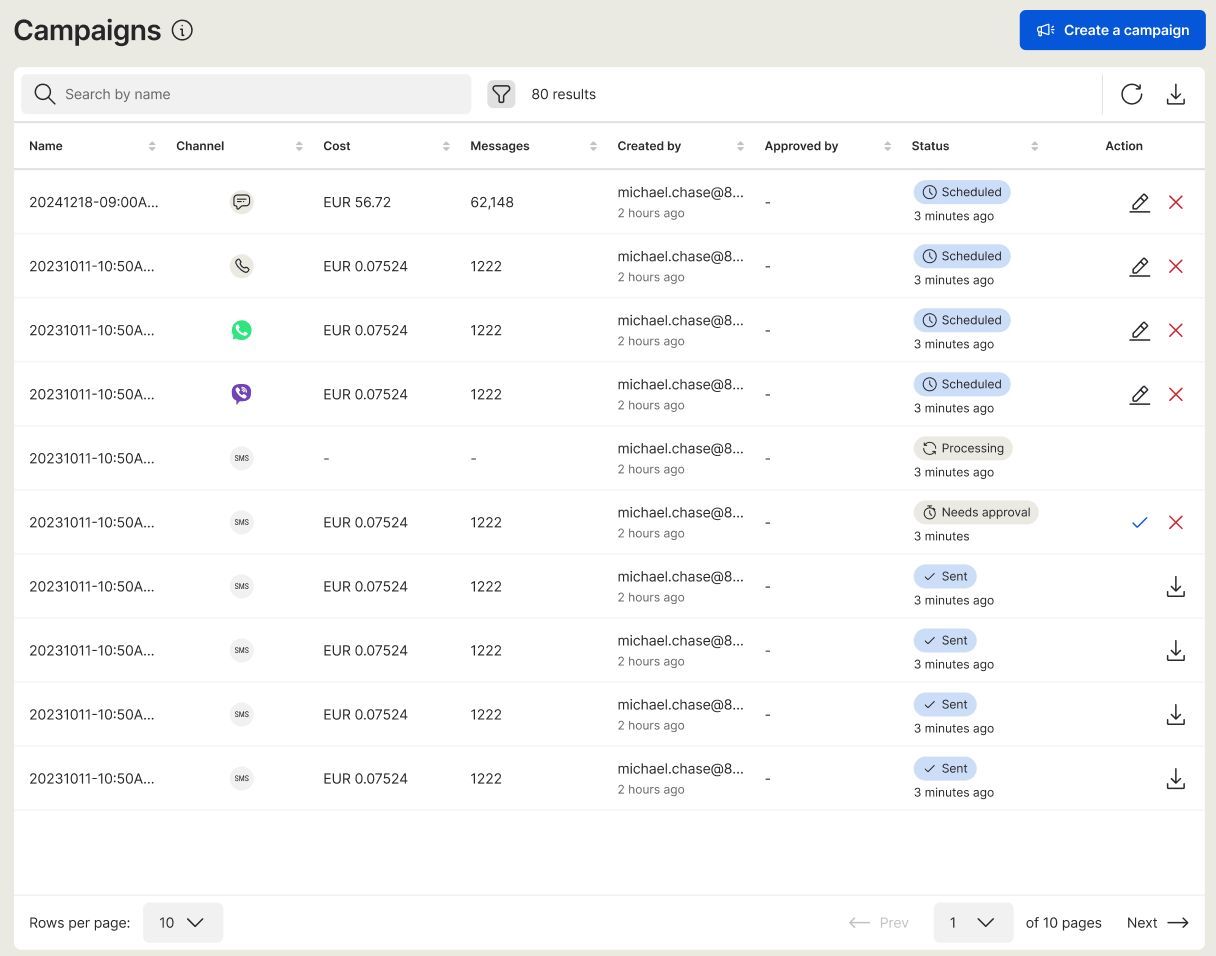 Campaigns
Create a campaign
Search by name
80 results
Name Channel Cost Messages Created by Approved by Status Action
20241218-09:00A... EUR 56.72 62,148 michael.chase@8... - Scheduled
2 hours ago 3 minutes ago
20231011-10:50A... EUR 0.07524 1222 michael.chase@8... - Scheduled
2 hours ago 3 minutes ago
20231011-10:50A... EUR 0.07524 1222 michael.chase@8... - Scheduled
2 hours ago 3 minutes ago
20231011-10:50A... EUR 0.07524 1222 michael.chase@8... - Scheduled
2 hours ago 3 minutes ago
20231011-10:50A... SMS - - michael.chase@8... - Processing
2 hours ago 3 minutes ago
20231011-10:50A... SMS EUR 0.07524 1222 michael.chase@8... - Needs approval
2 hours ago 3 minutes
20231011-10:50A... SMS EUR 0.07524 1222 michael.chase@8... - Sent
2 hours ago 3 minutes ago
20231011-10:50A... SMS EUR 0.07524 1222 michael.chase@8... - Sent
2 hours ago 3 minutes ago
20231011-10:50A... SMS EUR 0.07524 1222 michael.chase@8... - Sent
2 hours ago 3 minutes ago
20231011-10:50A... SMS EUR 0.07524 1222 michael.chase@8... - Sent
2 hours ago 3 minutes ago
Rows per page: 10 Prev 1 of 10 pages Next